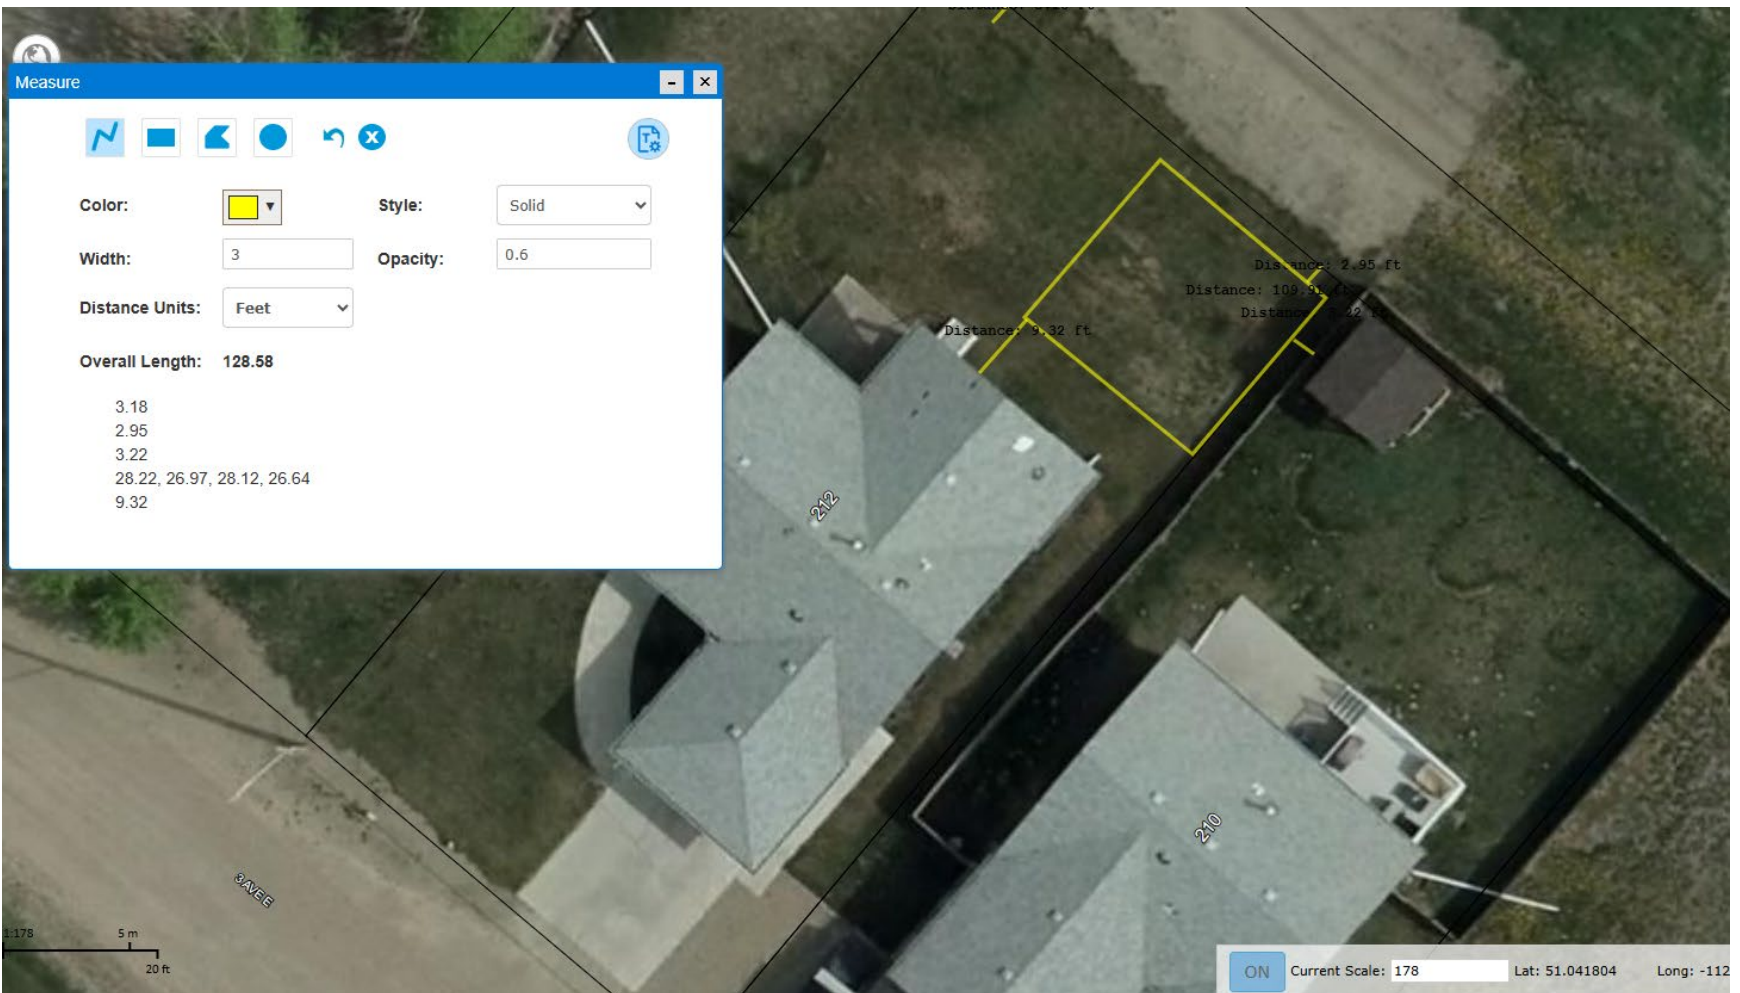 Measure
Color:
Style:
Solid
Width:
3
Opacity:
0.6
Distance Units:
Feet
Overall Length:
128.58
3.18
2.95
3.22
28.22, 26.97, 28.12, 26.64
9.32
Distance: 2.95 ft
Distance: 109.91
Distance
Distance: 9.32 ft
212
210
3 AVE E
1:178
5 m
20 ft
ON
Current Scale: 178
Lat: 51.041804
Long: -112